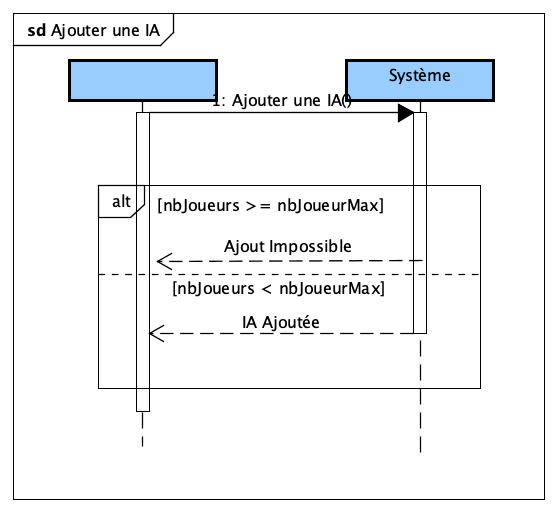 sd Ajouter une IA
Système
1: Ajouter une IA()
alt
[nbJoueurs >= nbJoueurMax]
Ajout Impossible
[nbJoueurs < nbJoueurMax]
IA Ajoutée